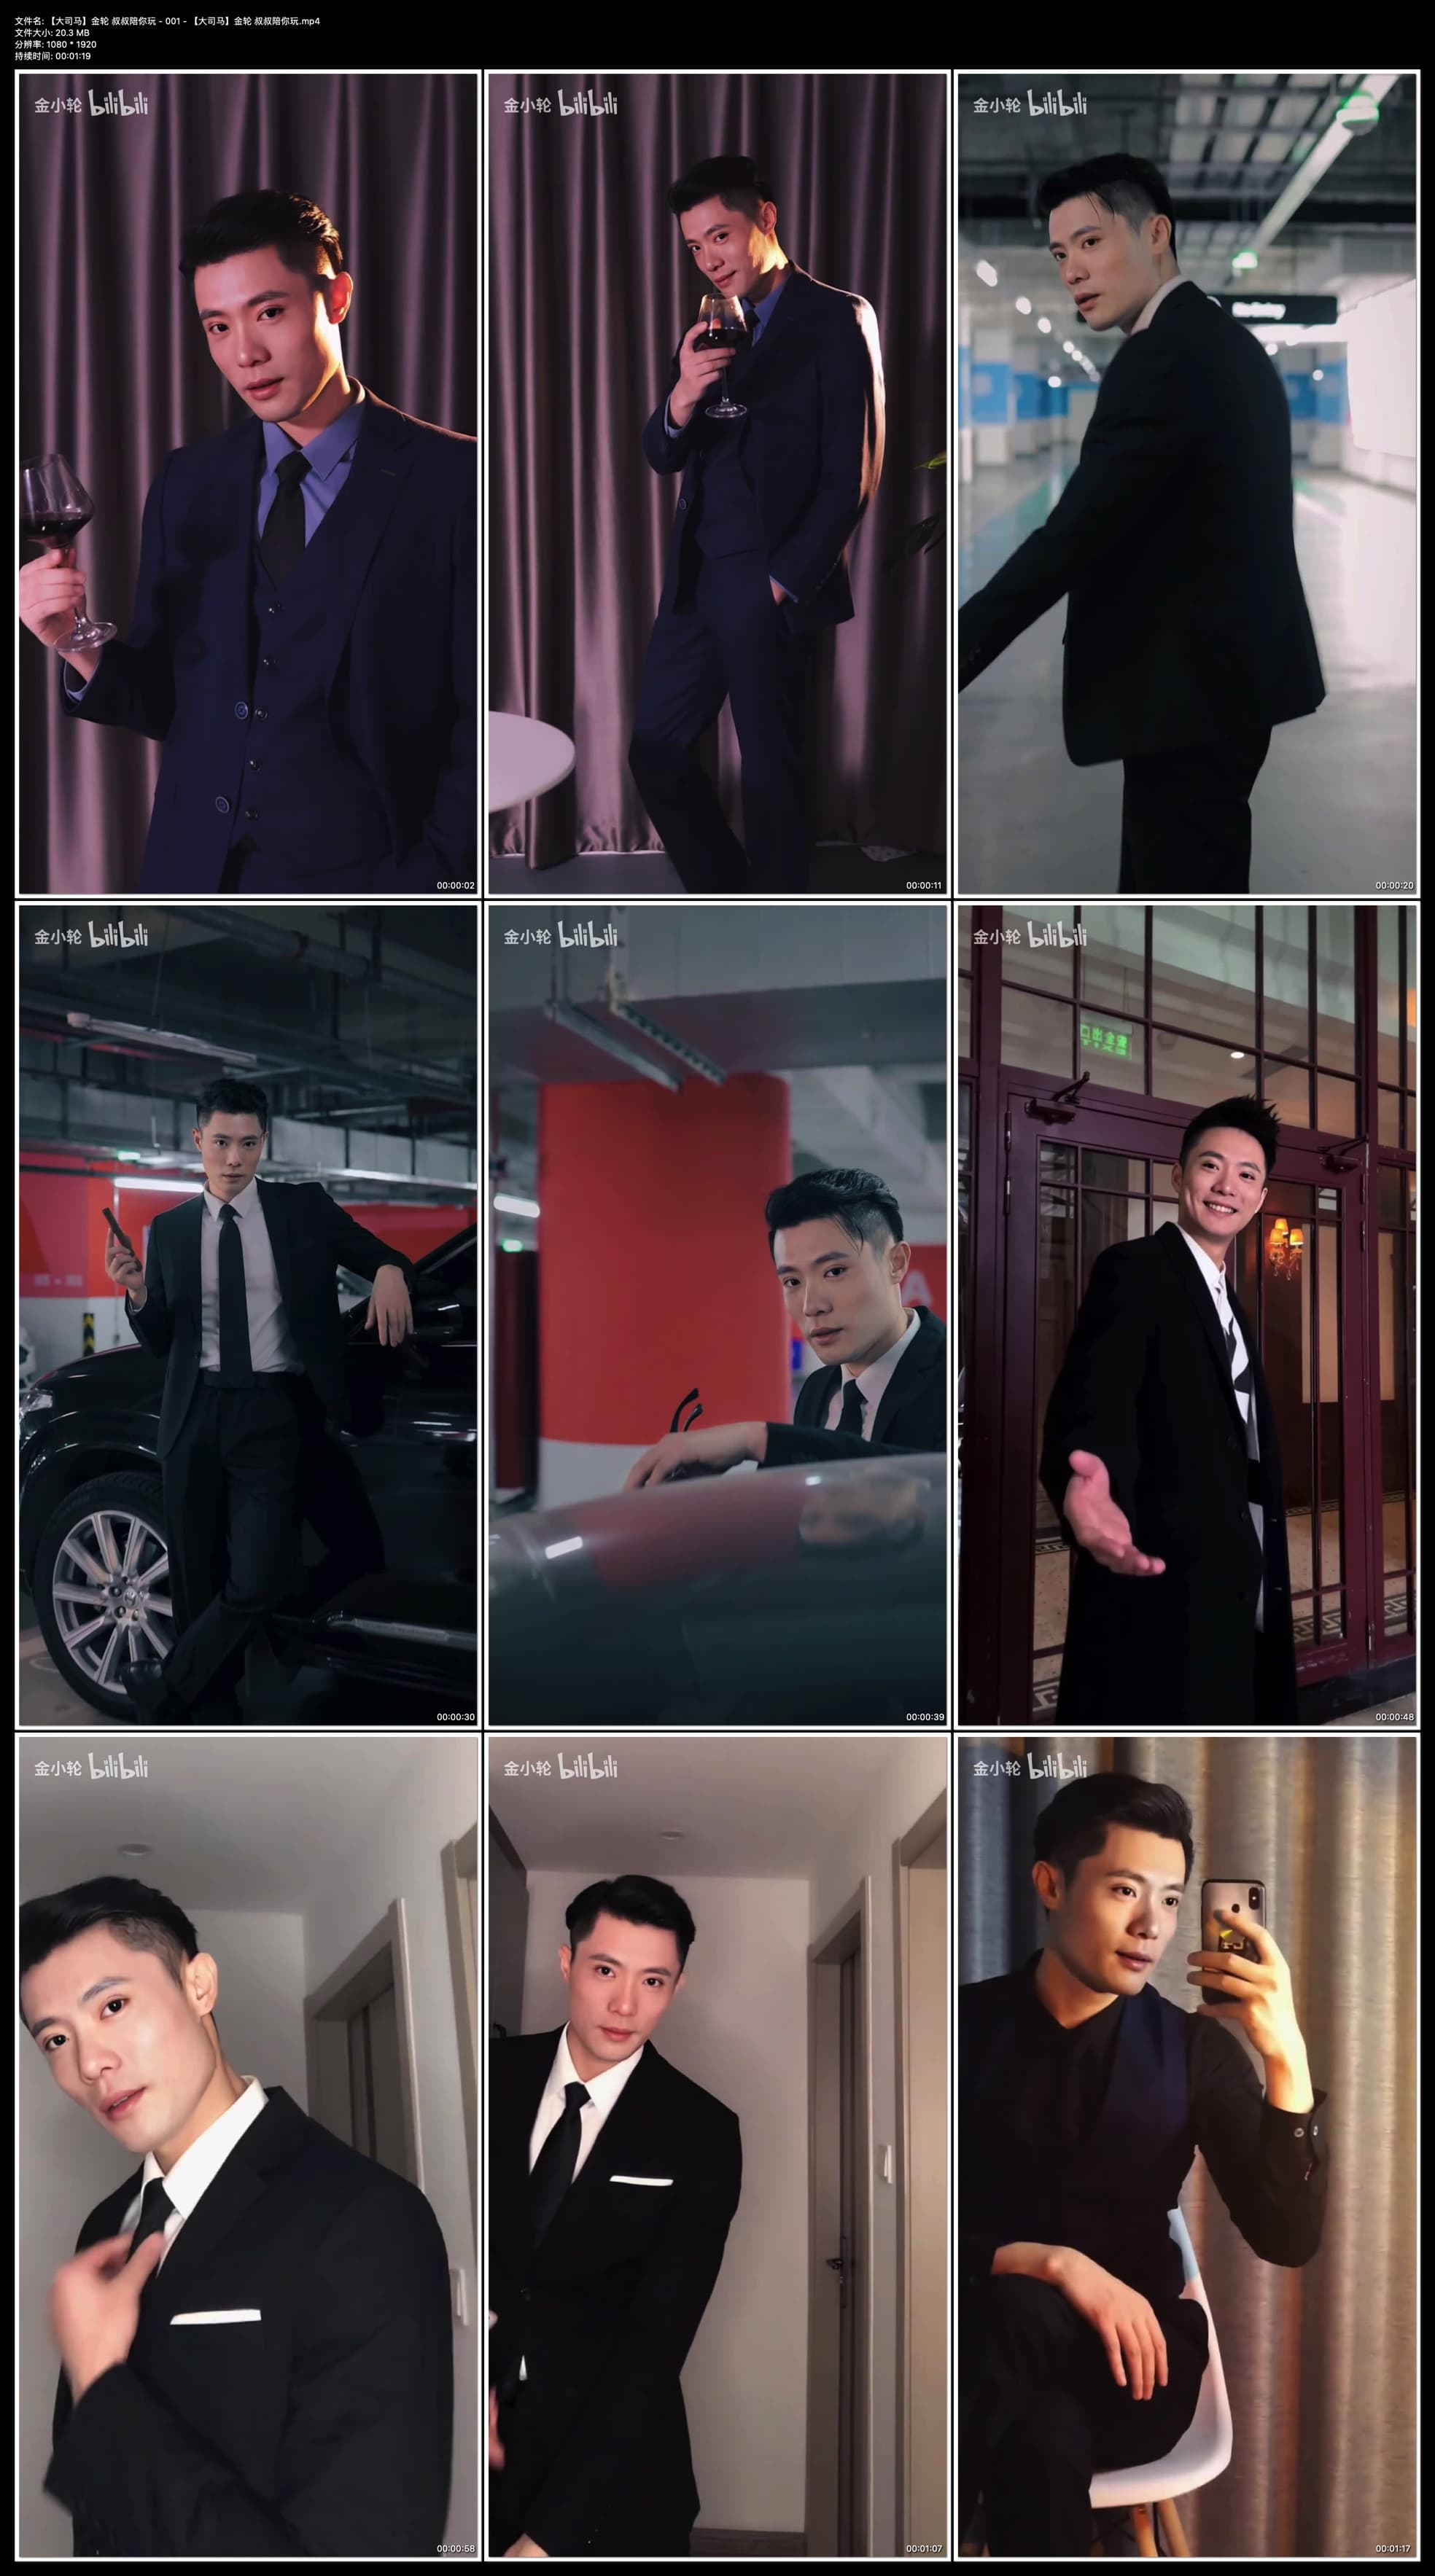 文件名: 【大司马】金轮 叔叔陪你玩 - 001 - 【大司马】金轮 叔叔陪你玩.mp4
文件大小: 20.3 MB
分辨率: 1080 * 1920
持续时间: 00:01:19
金小轮 bilibili
金小轮 bilibili
金小轮 bilibili
No Entry
00:00:02
00:00:11
00:00:20
金小轮 bilibili
金小轮 bilibili
金小轮 bilibili
A
00:00:30
00:00:39
00:00:48
金小轮 bilibili
金小轮 bilibili
金小轮 bilibili
00:00:58
00:01:07
00:01:17